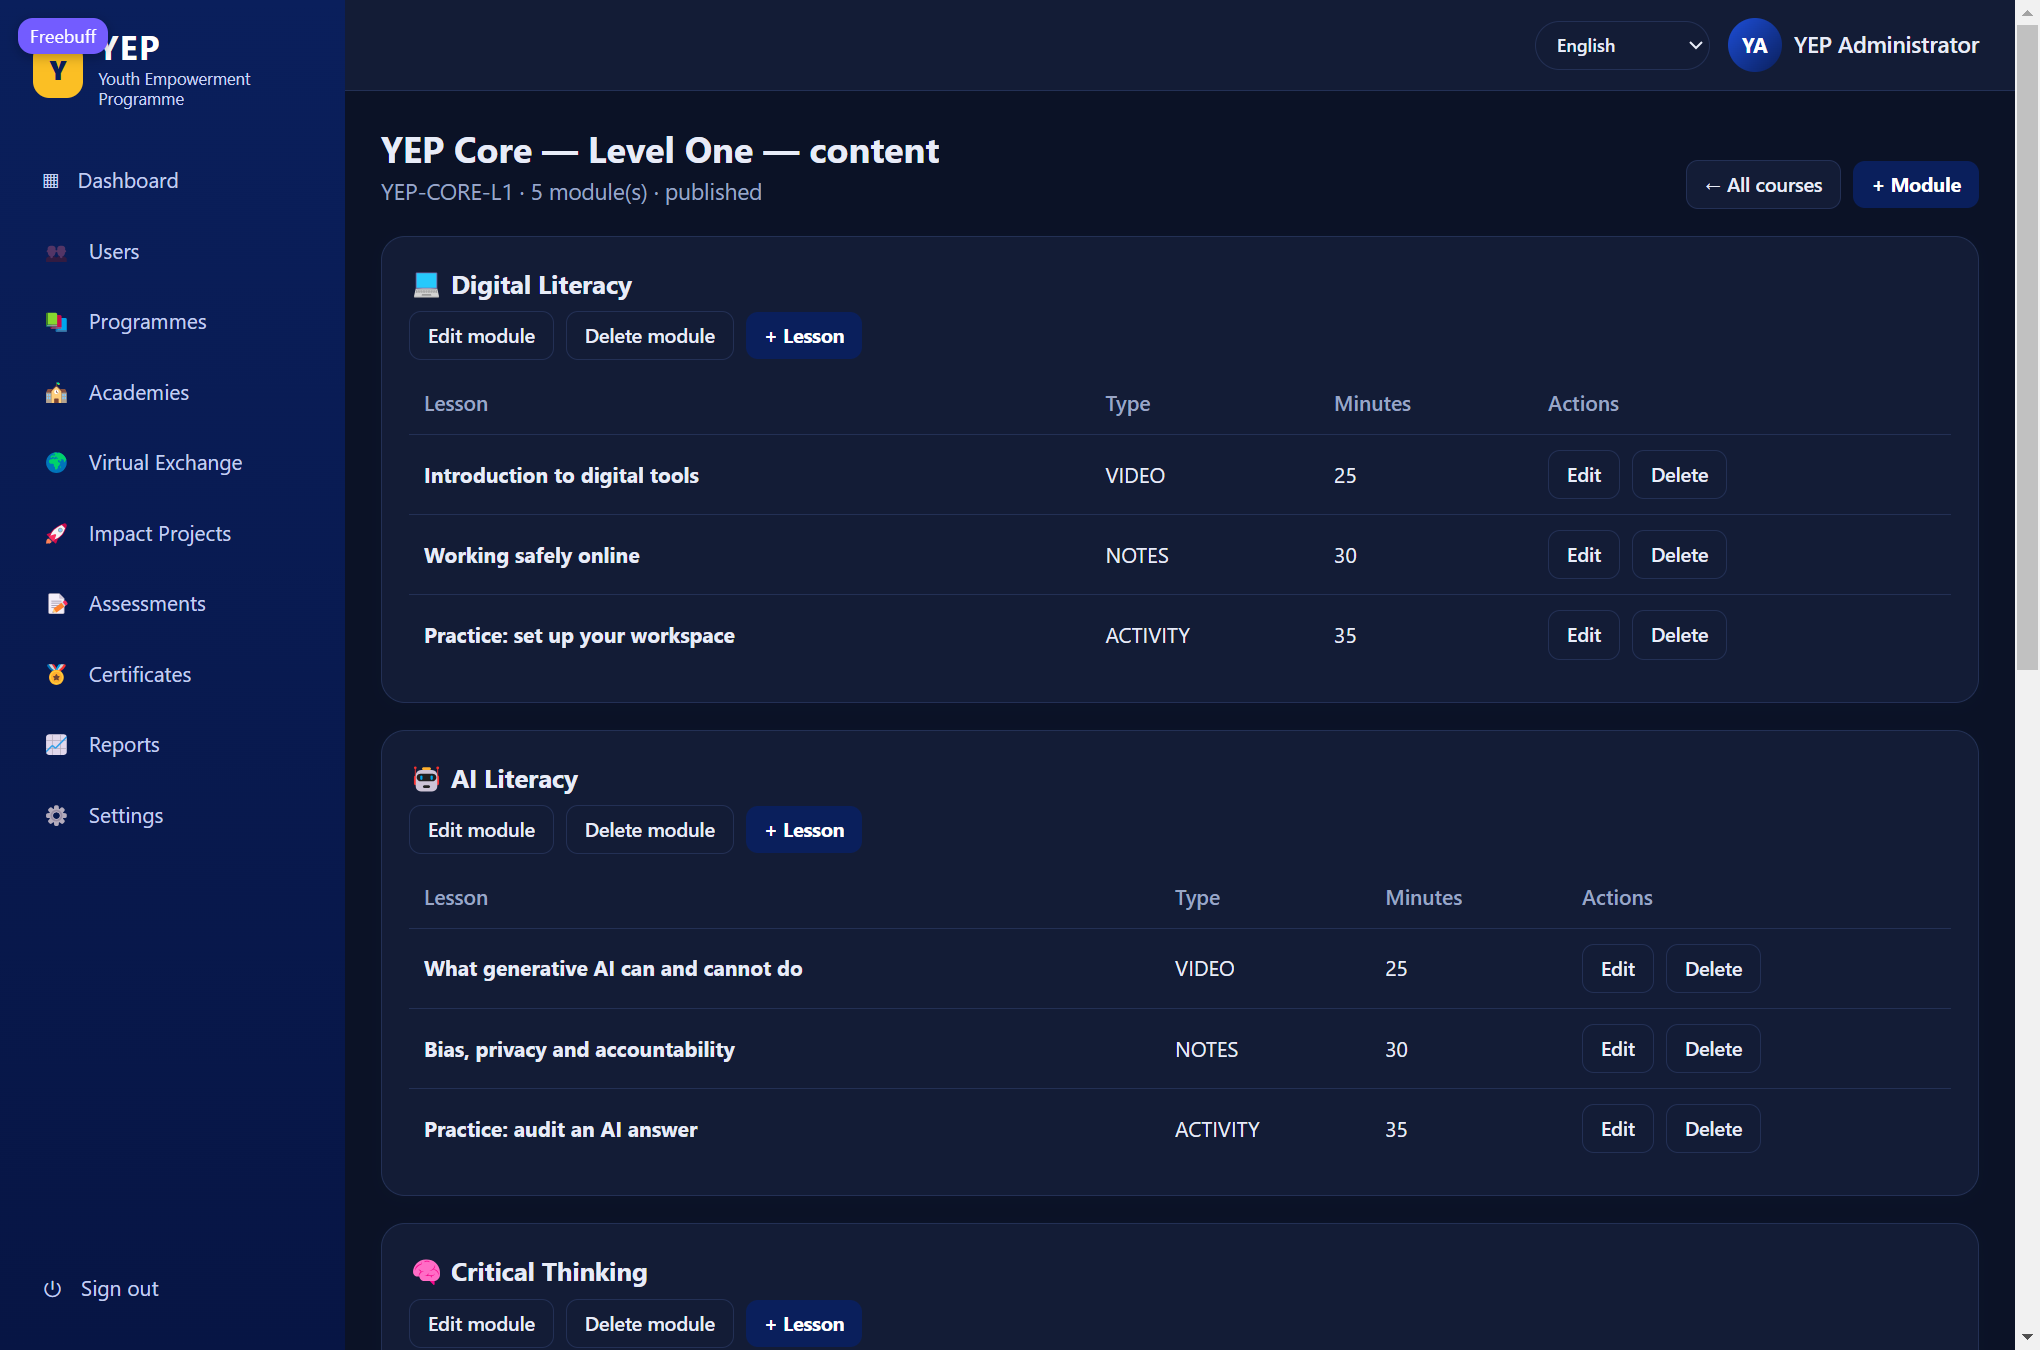 Freebuff
YEP
Y
Youth Empowerment
Programme
Dashboard
Users
Programmes
Academies
Virtual Exchange
Impact Projects
Assessments
Certificates
Reports
Settings
Sign out
English
YA
YEP Administrator
YEP Core — Level One — content
YEP-CORE-L1 · 5 module(s) · published
← All courses
+ Module
Digital Literacy
Edit module Delete module + Lesson
Lesson Type Minutes Actions
Introduction to digital tools VIDEO 25 Edit Delete
Working safely online NOTES 30 Edit Delete
Practice: set up your workspace ACTIVITY 35 Edit Delete
AI Literacy
Edit module Delete module + Lesson
Lesson Type Minutes Actions
What generative AI can and cannot do VIDEO 25 Edit Delete
Bias, privacy and accountability NOTES 30 Edit Delete
Practice: audit an AI answer ACTIVITY 35 Edit Delete
Critical Thinking
Edit module Delete module + Lesson